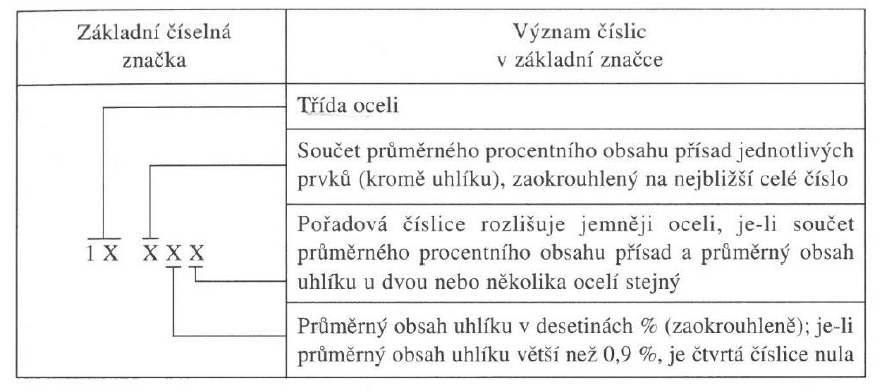 Základní číselná
značka
Význam číslic
v základní značce
Třída oceli
Součet průměrného procentního obsahu přísad jednotlivých
prvků (kromě uhlíku), zaokrouhlený na nejbližší celé číslo
1 X X X X
Pořadová číslice rozlišuje jemněji oceli, je-li součet
průměrného procentního obsahu přísad a průměrný obsah
uhlíku u dvou nebo několika ocelí stejný
Průměrný obsah uhlíku v desetinách % (zaokrouhleně); je-li
průměrný obsah uhlíku větší než 0,9 %, je čtvrtá číslice nula